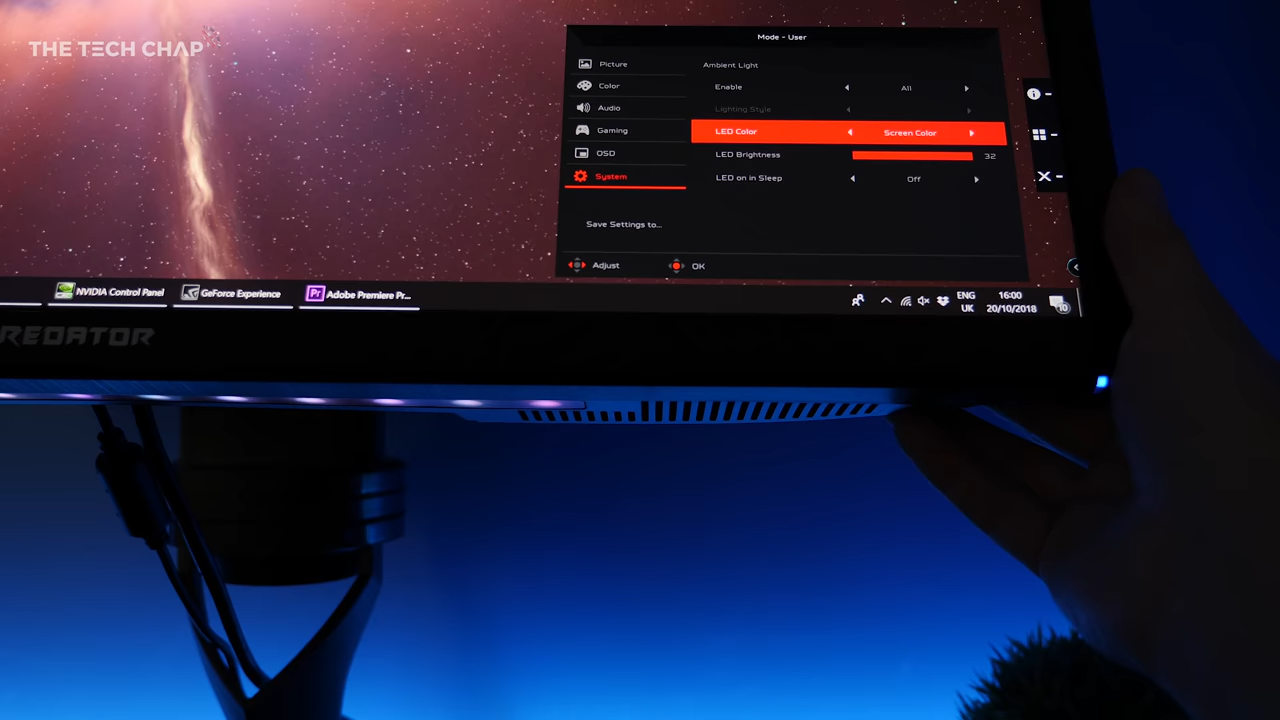 THE TECH CHAP
Mode - User
Picture
Color
Audio
Gaming
OSD
System
Save Settings to...
Ambient Light
Enable All
Lighting Style
LED Color Screen Color
LED Brightness 32
LED on in Sleep Off
Adjust OK
NVIDIA Control Panel
GeForce Experience
Pr Adobe Premiere Pr...
ENG
UK
16:00
20/10/2018
10
REDATOR